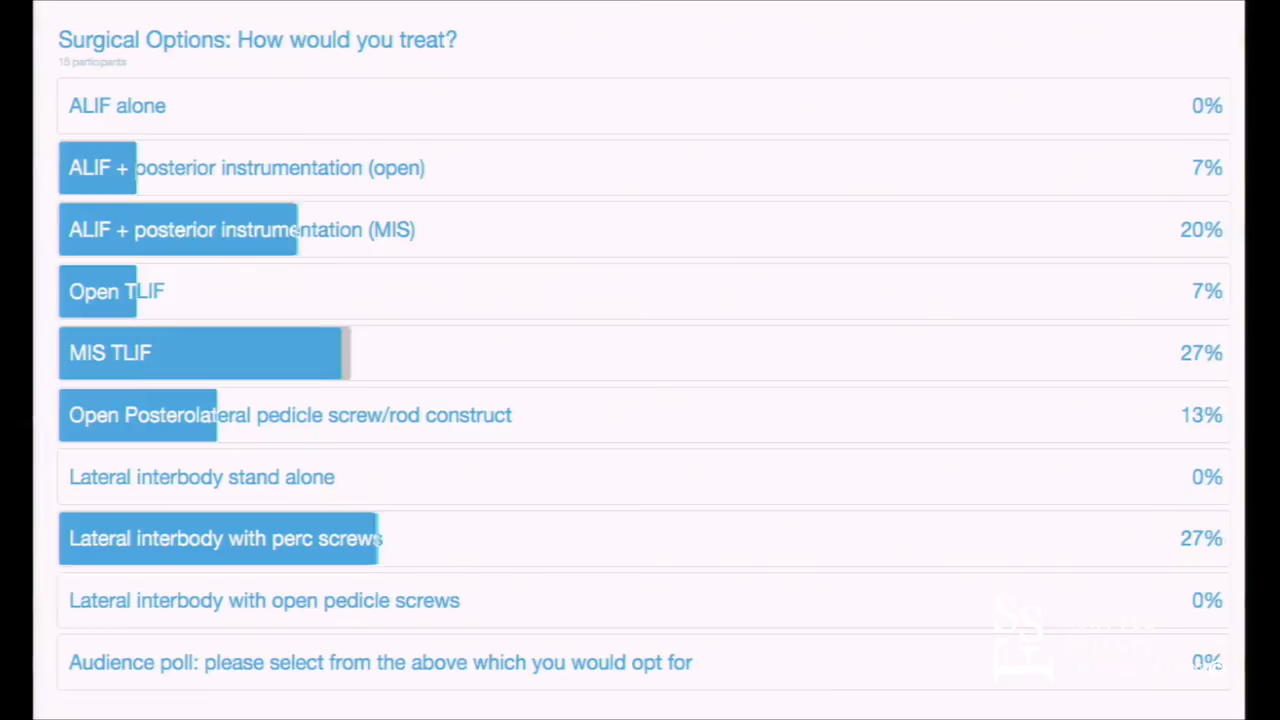 Surgical Options: How would you treat?
15 participants
ALIF alone 0%
ALIF + posterior instrumentation (open) 7%
ALIF + posterior instrumentation (MIS) 20%
Open TLIF 7%
MIS TLIF 27%
Open Posterolateral pedicle screw/rod construct 13%
Lateral interbody stand alone 0%
Lateral interbody with perc screws 27%
Lateral interbody with open pedicle screws 0%
Audience poll: please select from the above which you would opt for 0%